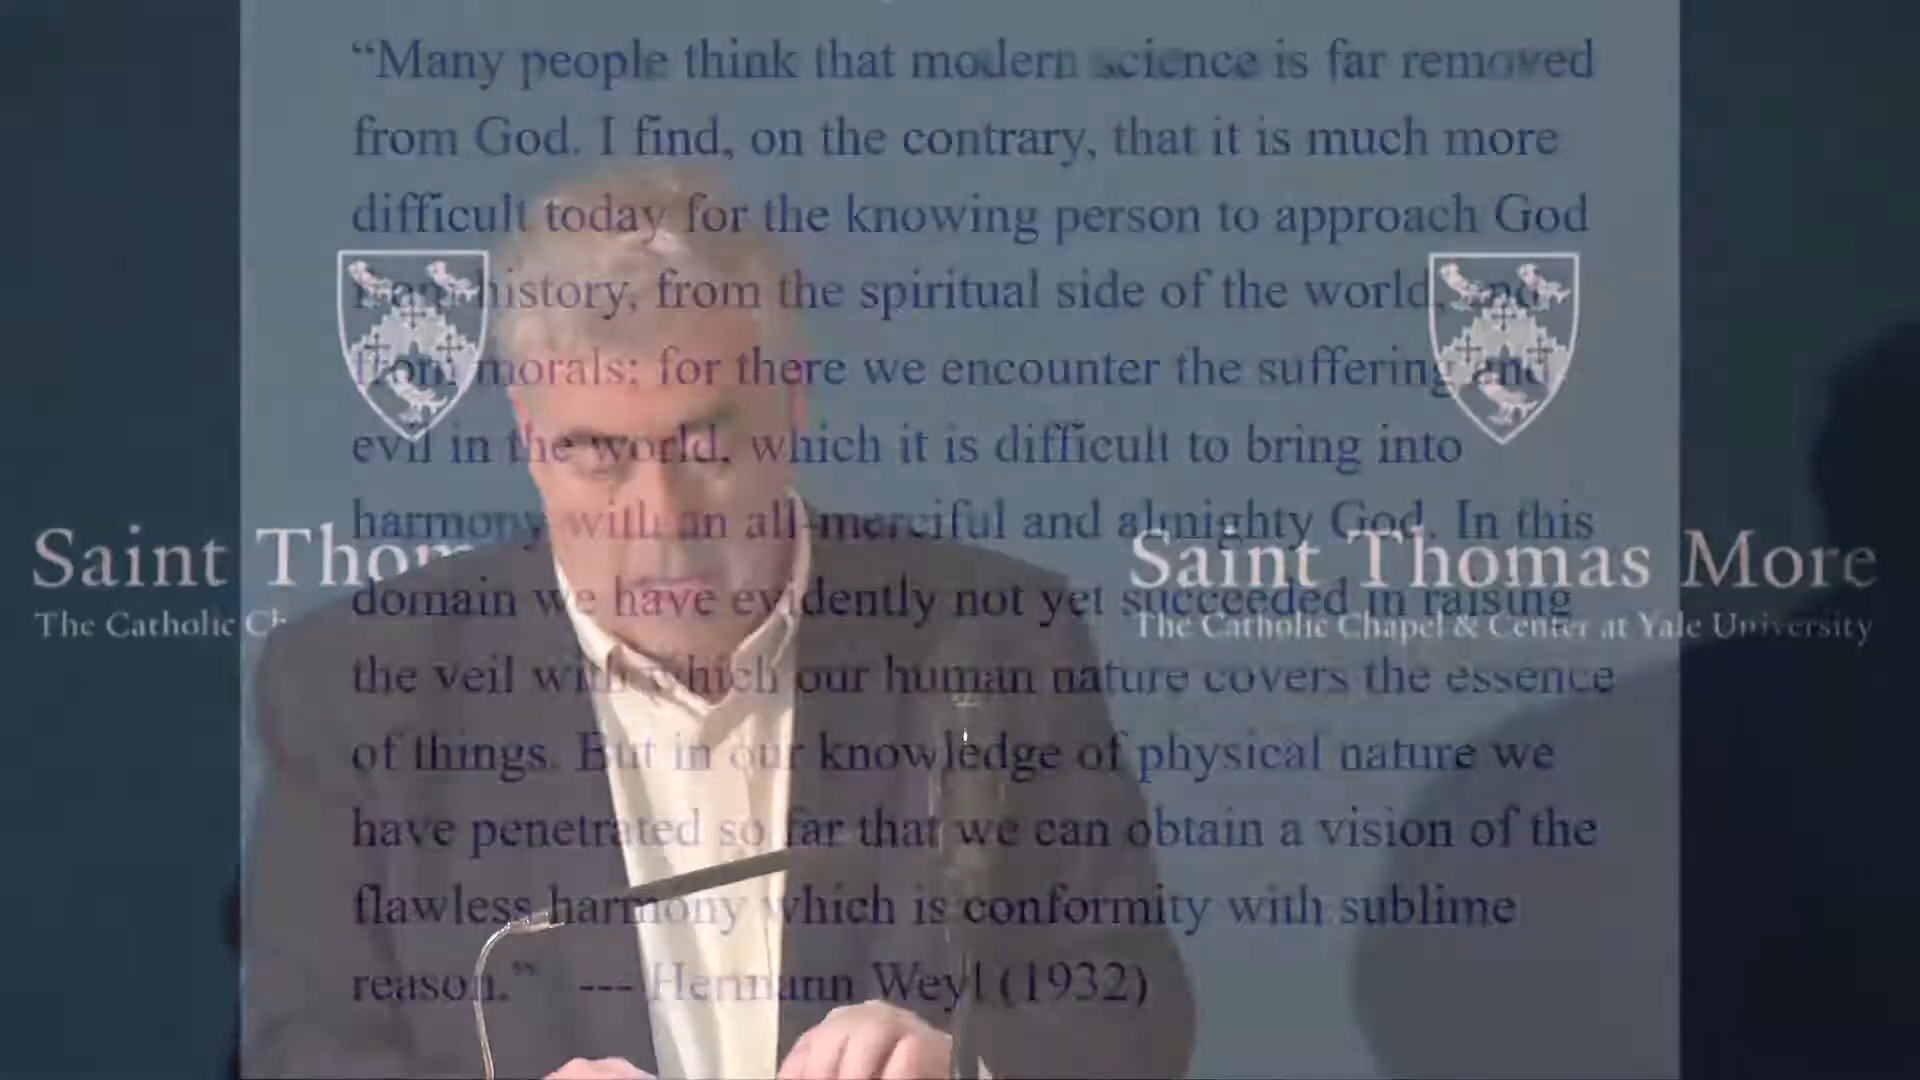 “Many people think that modern science is far removed
from God. I find, on the contrary, that it is much more
difficult today for the knowing person to approach God
from history, from the spiritual side of the world, and
from morals; for there we encounter the suffering and
evil in the world, which it is difficult to bring into
harmony with an all-merciful and almighty God. In this
domain we have evidently not yet succeeded in raising
the veil with which our human nature covers the essence
of things. But in our knowledge of physical nature we
have penetrated so far that we can obtain a vision of the
flawless harmony which is conformity with sublime
reason.” --- Hermann Weyl (1932)
Saint Thom
The Catholic Ch
Saint Thomas More
The Catholic Chapel & Center at Yale University